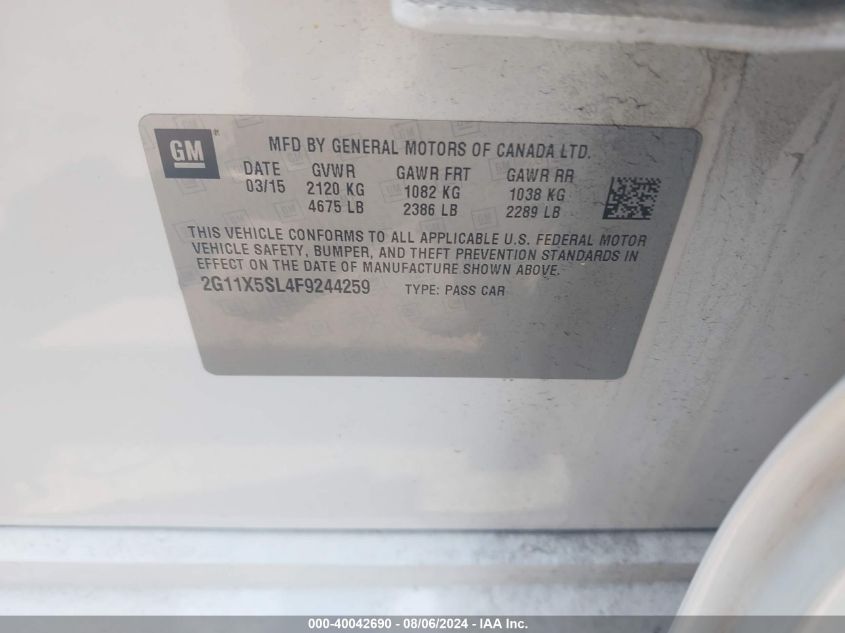 GM
MFD BY GENERAL MOTORS OF CANADA LTD.
DATE GVWR GAWR FRT GAWR RR
03/15 2120 KG 1082 KG 1038 KG
4675 LB 2386 LB 2289 LB
THIS VEHICLE CONFORMS TO ALL APPLICABLE U.S. FEDERAL MOTOR
VEHICLE SAFETY, BUMPER, AND THEFT PREVENTION STANDARDS IN
EFFECT ON THE DATE OF MANUFACTURE SHOWN ABOVE.
2G11X5SL4F9244259 TYPE: PASS CAR
000-40042690 - 08/06/2024 - IAA Inc.